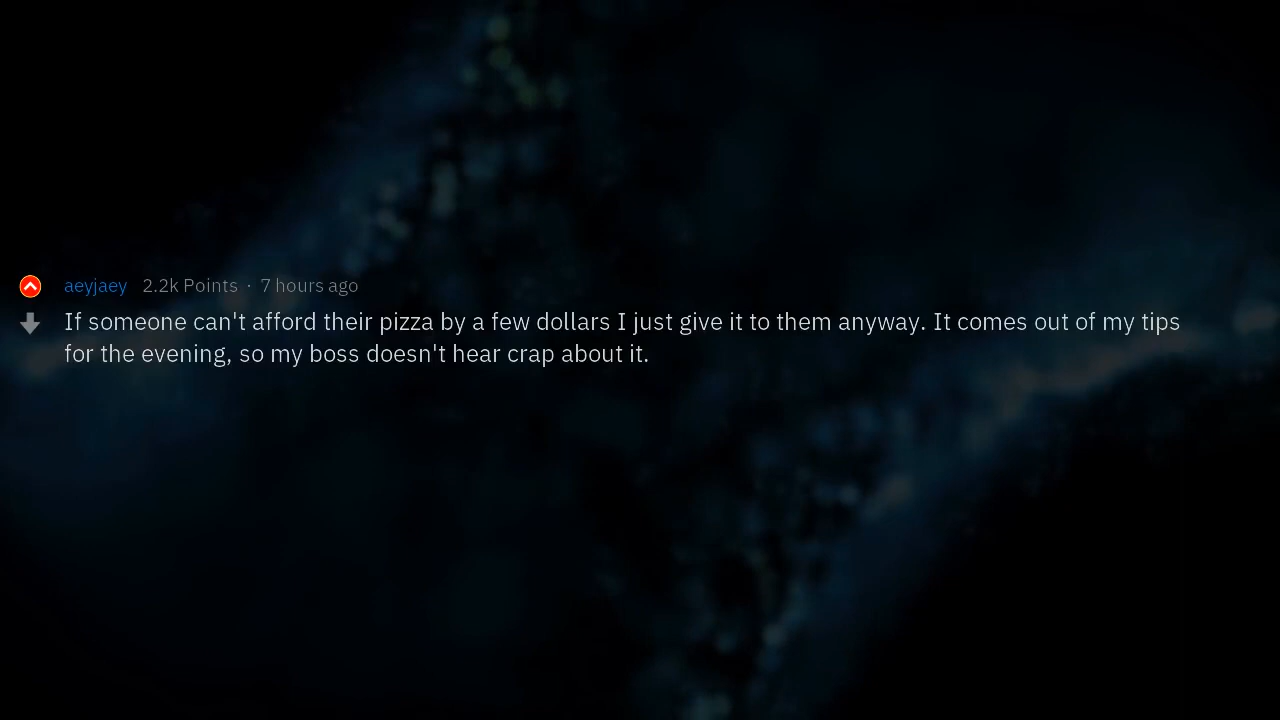 aeyjaey 2.2k Points · 7 hours ago
If someone can't afford their pizza by a few dollars I just give it to them anyway. It comes out of my tips
for the evening, so my boss doesn't hear crap about it.